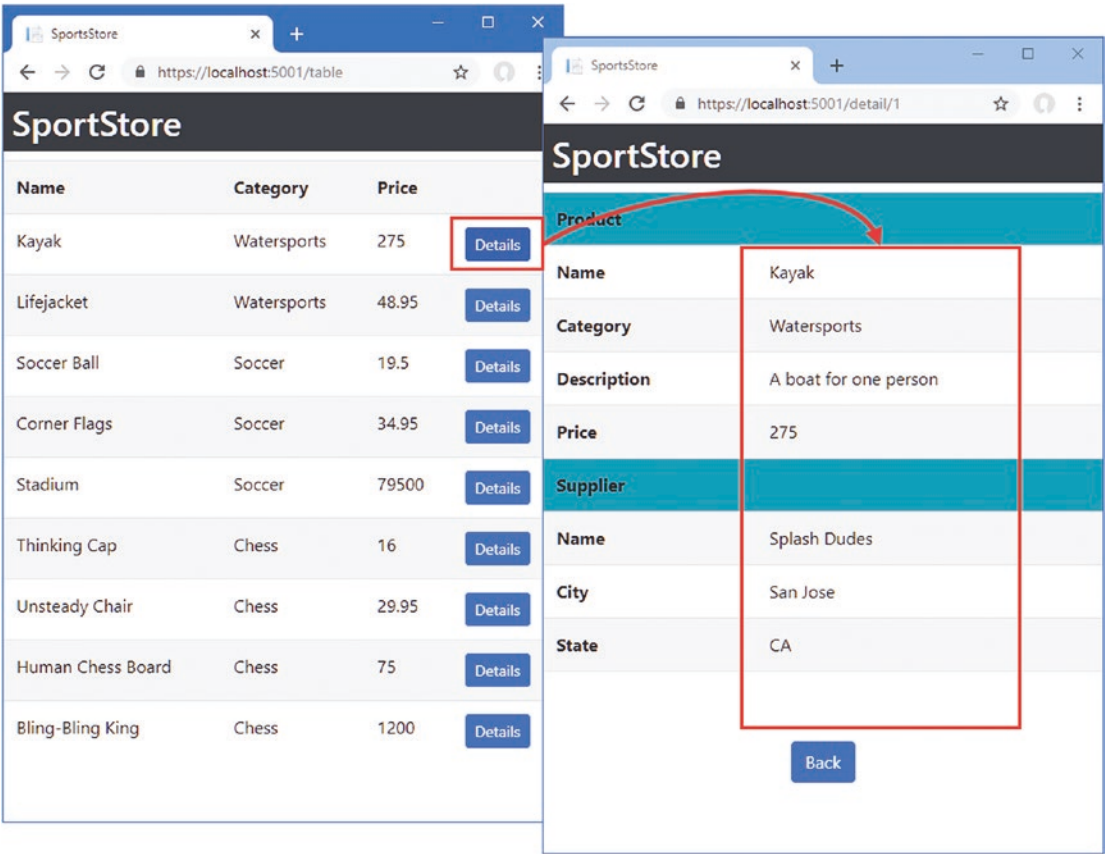 SportsStore
https://localhost:5001/table
SportStore
Name Category Price
Kayak Watersports 275 Details
Lifejacket Watersports 48.95 Details
Soccer Ball Soccer 19.5 Details
Corner Flags Soccer 34.95 Details
Stadium Soccer 79500 Details
Thinking Cap Chess 16 Details
Unsteady Chair Chess 29.95 Details
Human Chess Board Chess 75 Details
Bling-Bling King Chess 1200 Details
SportsStore
https://localhost:5001/detail/1
SportStore
Product
Name Kayak
Category Watersports
Description A boat for one person
Price 275
Supplier
Name Splash Dudes
City San Jose
State CA
Back